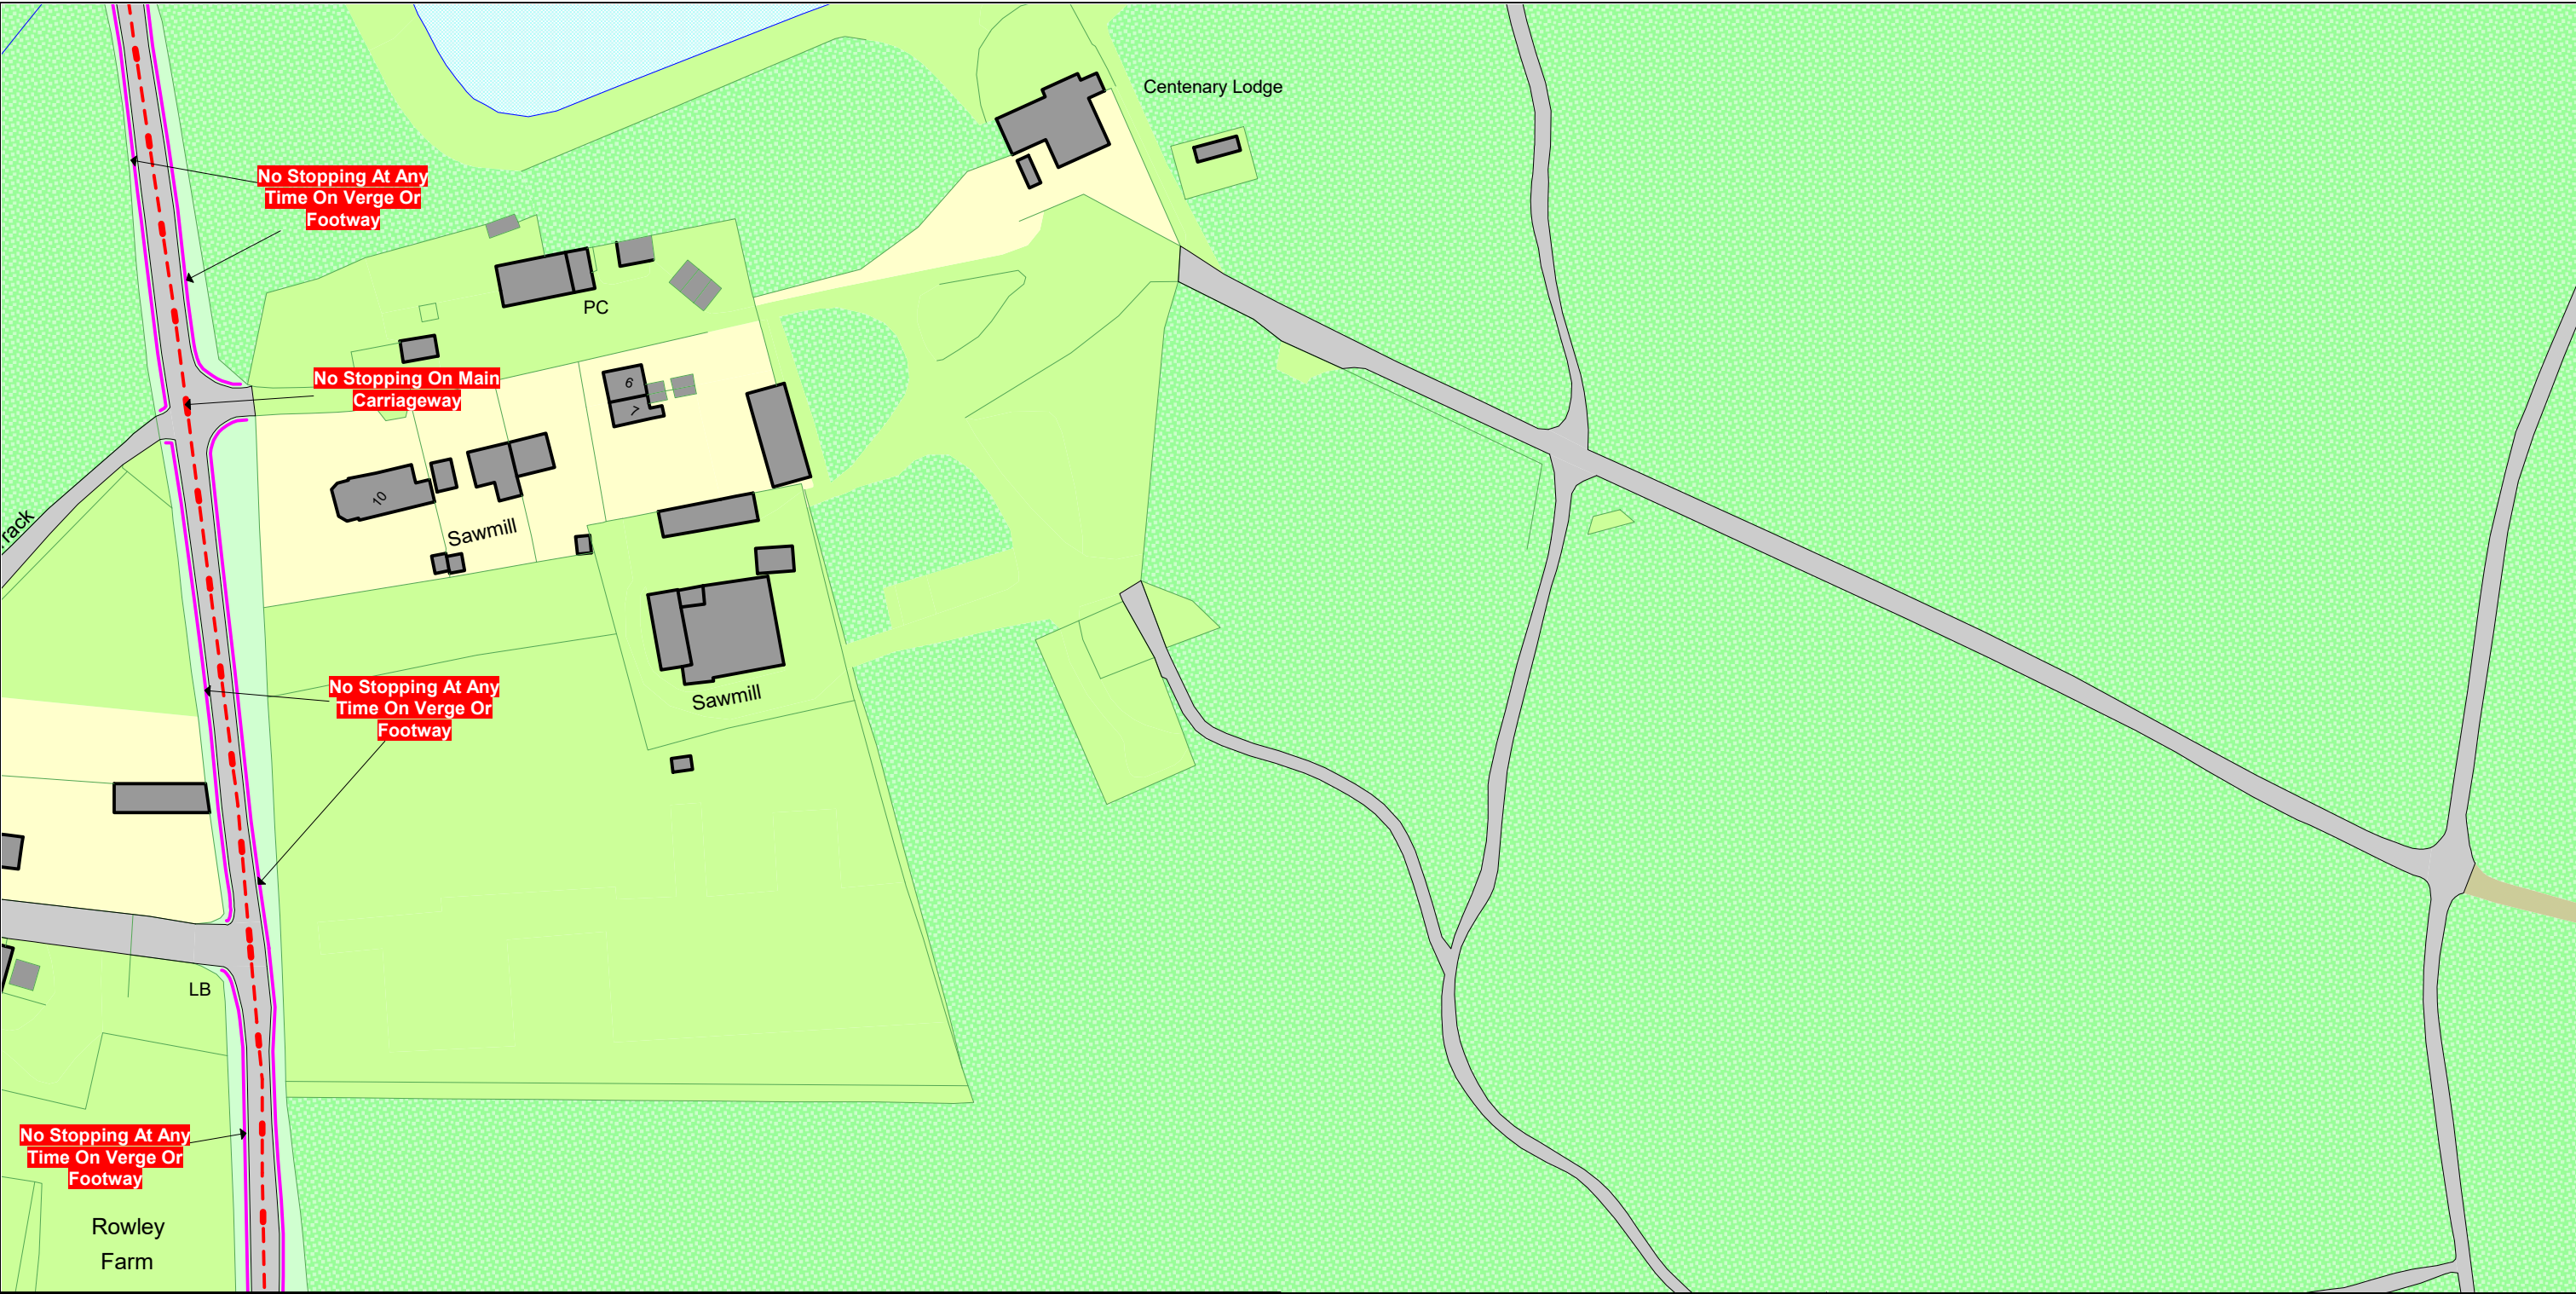 Centenary Lodge
No Stopping At Any
Time On Verge Or
Footway
PC
No Stopping On Main
Carriageway
6
7
10
Sawmill
rack
No Stopping At Any
Time On Verge Or
Footway
Sawmill
LB
No Stopping At Any
Time On Verge Or
Footway
Rowley
Farm